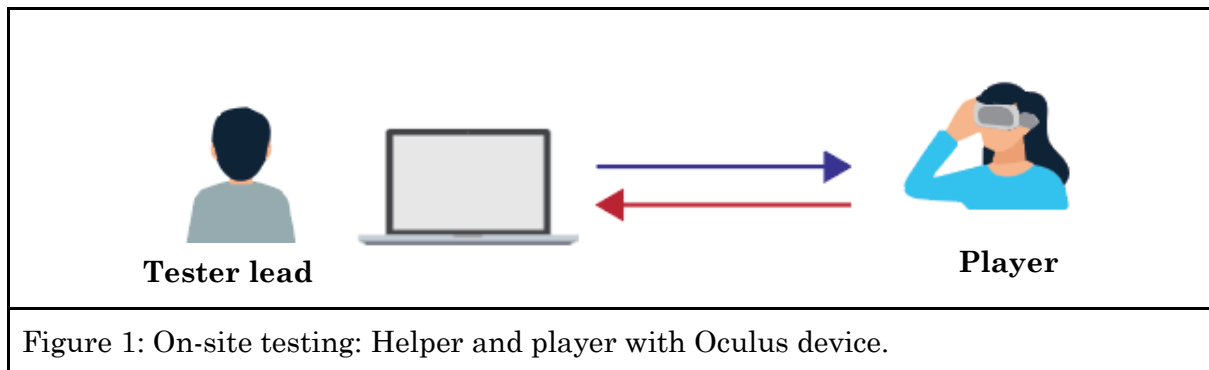 Tester lead
Player
Figure 1: On-site testing: Helper and player with Oculus device.